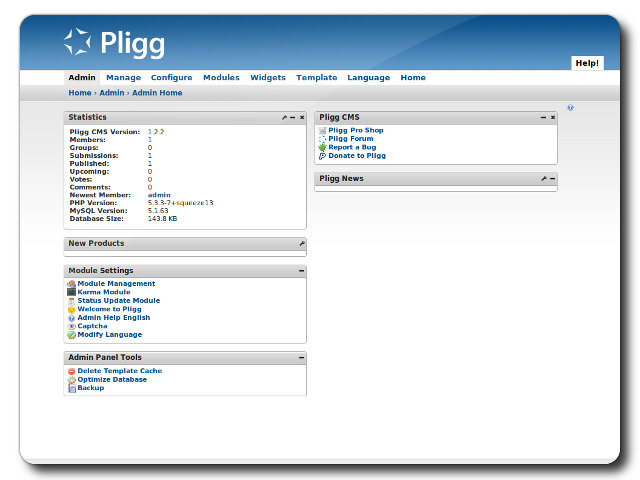 Pligg
Help!
Admin Manage Configure Modules Widgets Template Language Home
Home › Admin › Admin Home
Statistics
Pligg CMS Version: 1.2.2
Members: 1
Groups: 0
Submissions: 1
Published: 1
Upcoming: 0
Votes: 0
Comments: 0
Newest Member: admin
PHP Version: 5.3.3-7+squeeze13
MySQL Version: 5.1.63
Database Size: 143.8 KB
New Products
Module Settings
Module Management
Karma Module
Status Update Module
Welcome to Pligg
Admin Help English
Captcha
Modify Language
Admin Panel Tools
Delete Template Cache
Optimize Database
Backup
Pligg CMS
Pligg Pro Shop
Pligg Forum
Report a Bug
Donate to Pligg
Pligg News